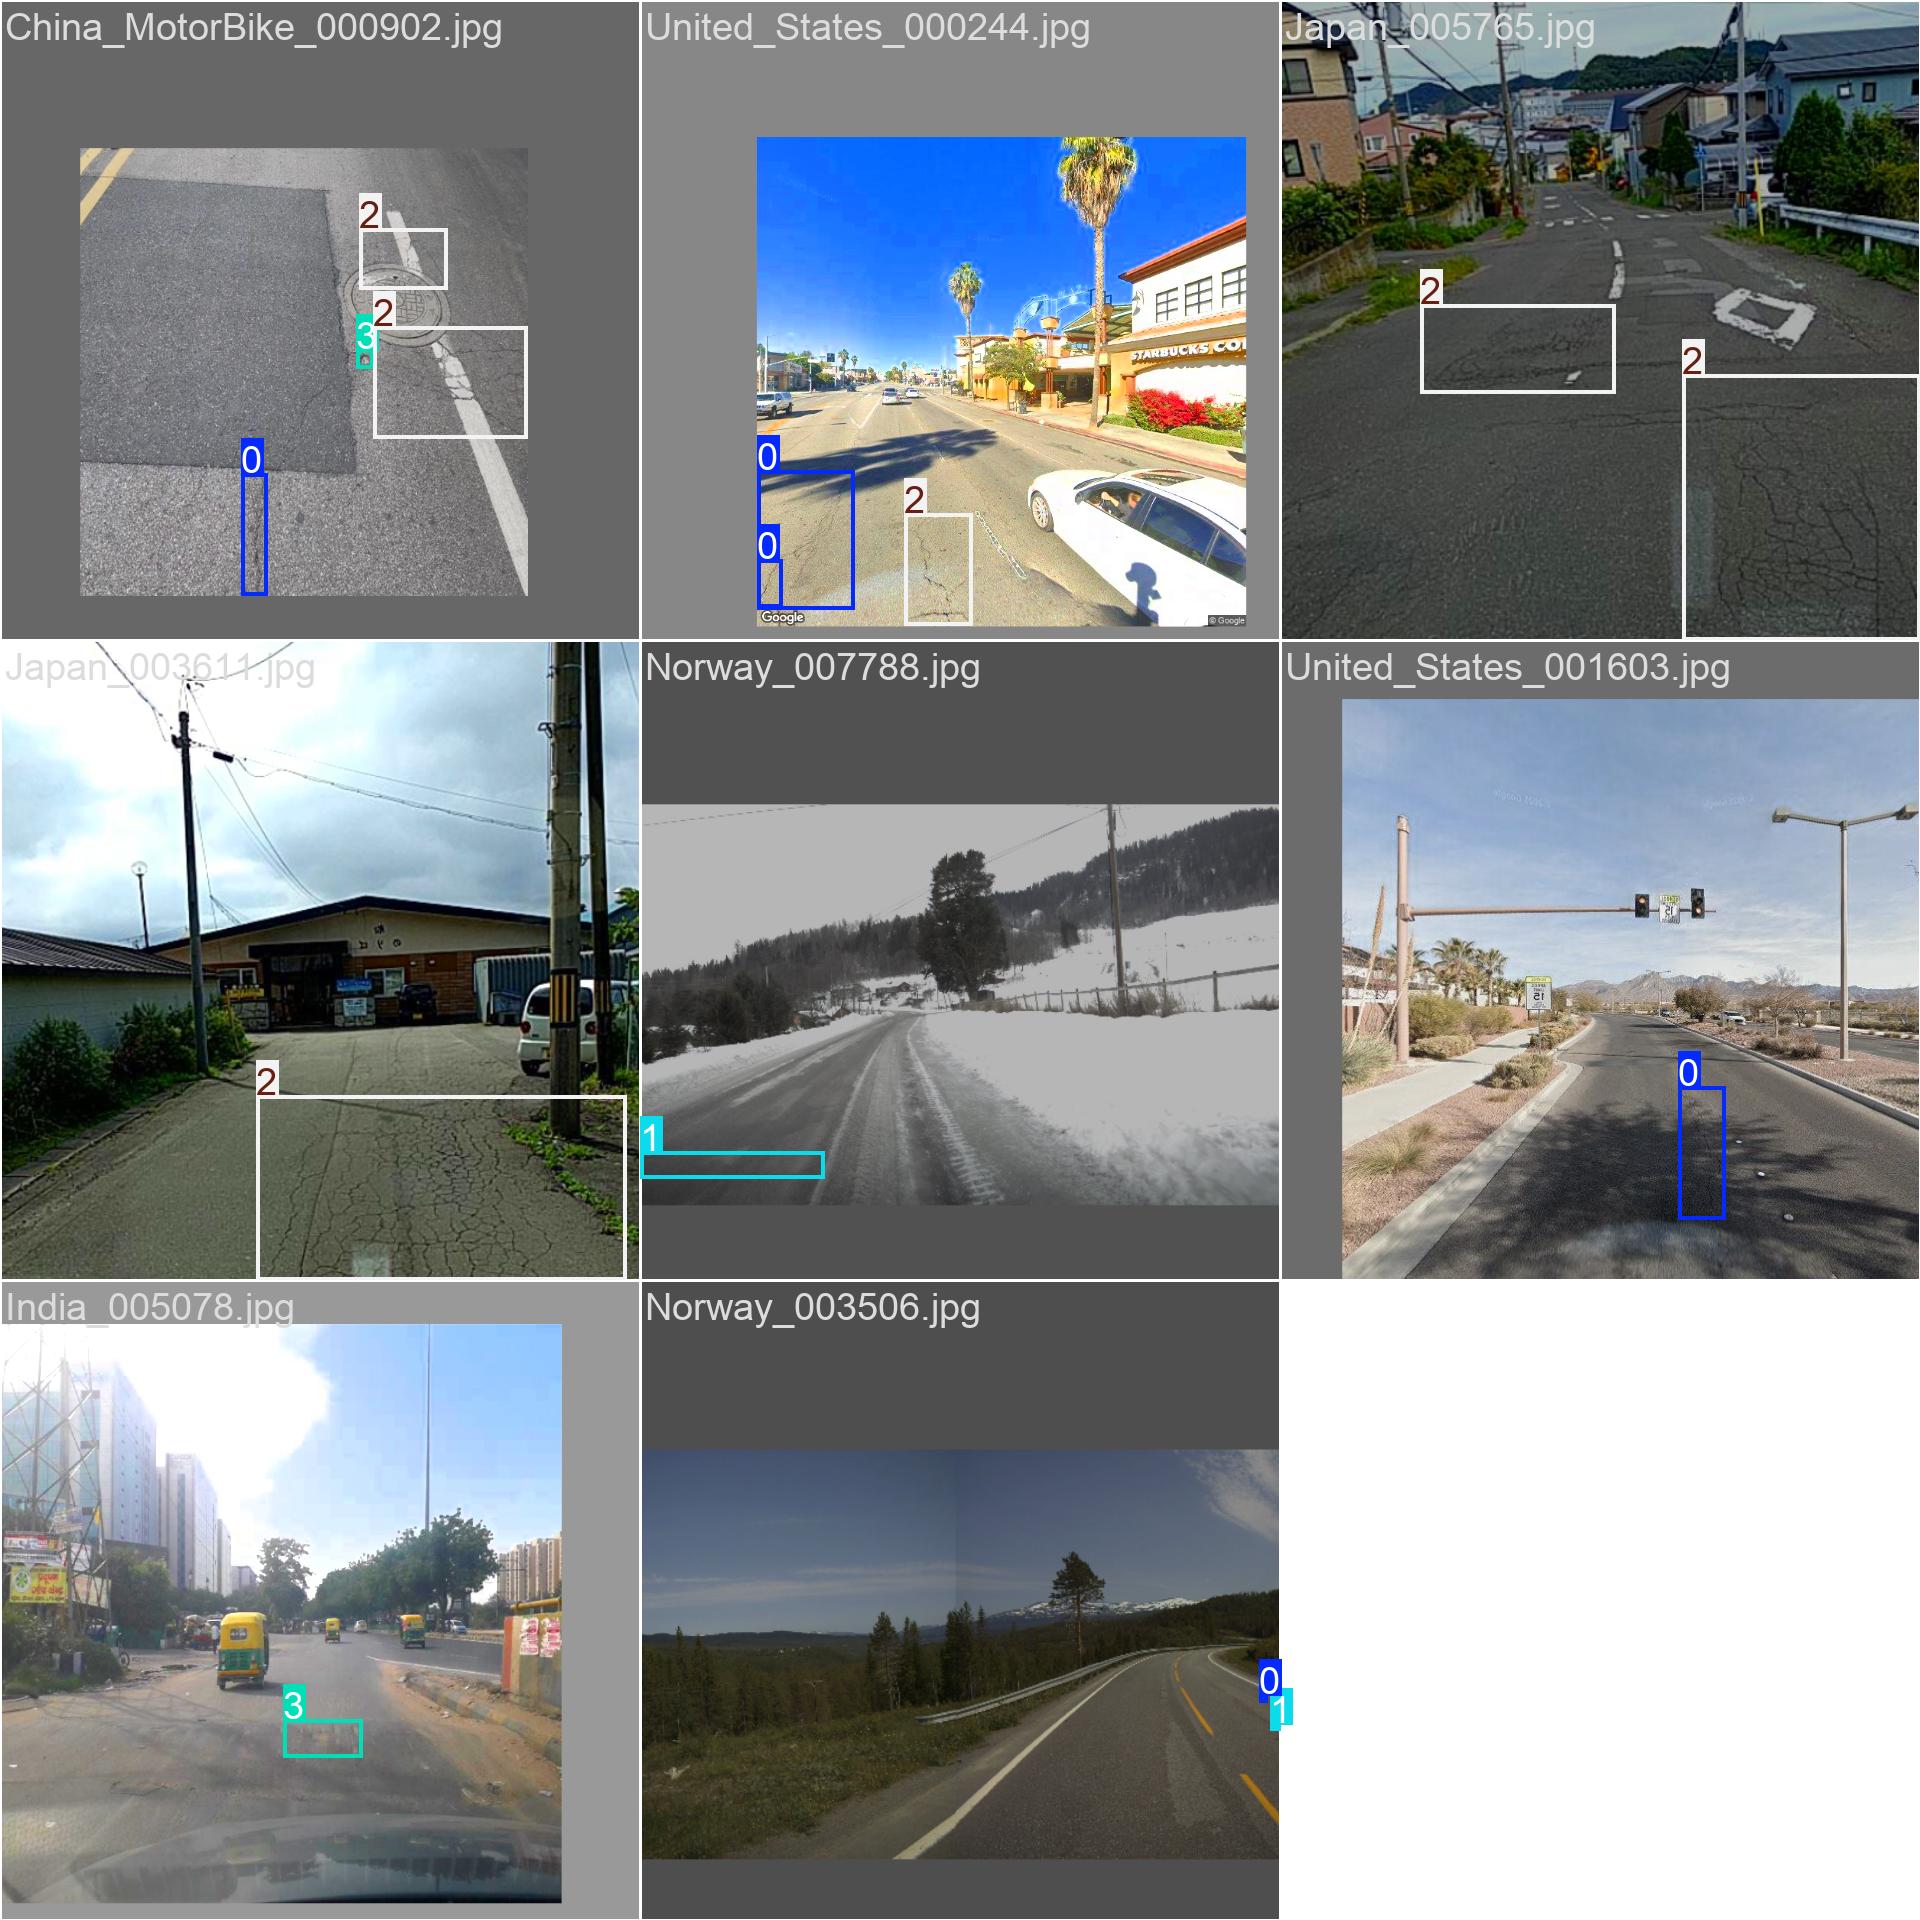 China_MotorBike_000902.jpg
2
2
3
0
United_States_000244.jpg
STARBUCKS CO
0
0
2
Google
© Google
Japan_005765.jpg
2
2
Japan_003611.jpg
2
Norway_007788.jpg
1
United_States_001603.jpg
0
India_005078.jpg
3
Norway_003506.jpg
0
1